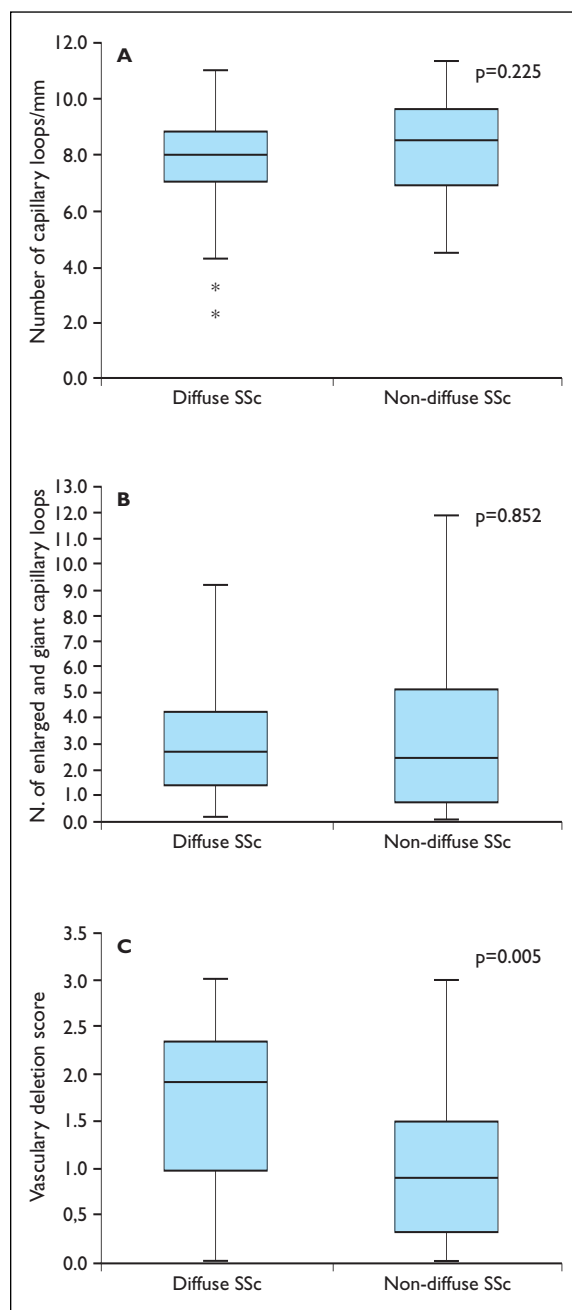 A
p=0.225
Number of capillary loops/mm
12.0
10.0
8.0
6.0
4.0
2.0
0.0
*
*
Diffuse SSc Non-diffuse SSc
B
p=0.852
N. of enlarged and giant capillary loops
13.0
12.0
11.0
10.0
9.0
8.0
7.0
6.0
5.0
4.0
3.0
2.0
1.0
0.0
Diffuse SSc Non-diffuse SSc
C
p=0.005
Vasculary deletion score
3.5
3.0
2.5
2.0
1.5
1.0
0,5
0.0
Diffuse SSc Non-diffuse SSc